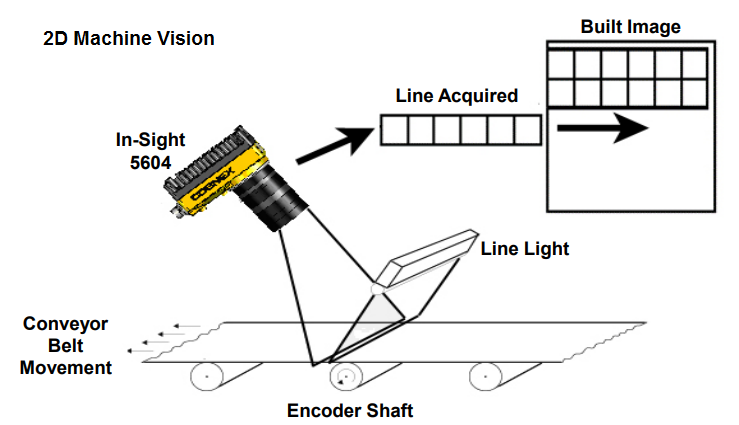 2D Machine Vision
Built Image
Line Acquired
In-Sight
5604
COGNEX
Line Light
Conveyor
Belt
Movement
Encoder Shaft